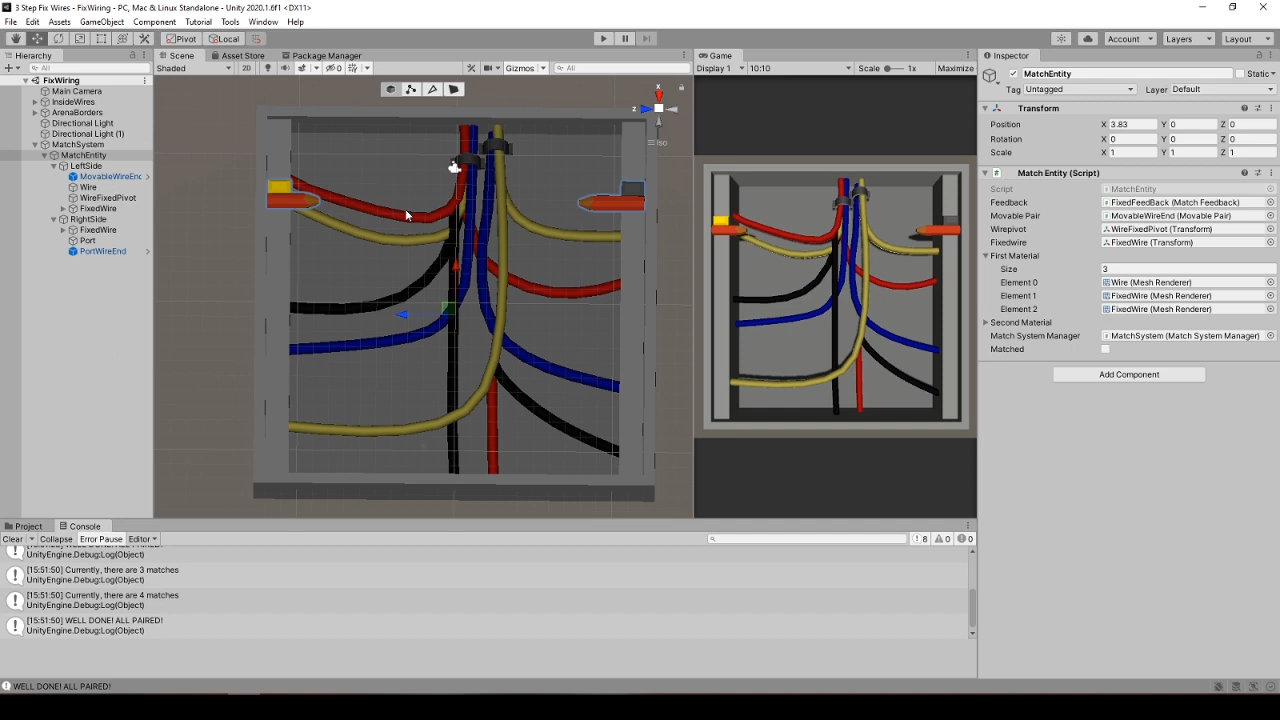 3 Step Fix Wires - FixWiring - PC, Mac & Linux Standalone - Unity 2020.1.6f1 <DX11>
File Edit Assets GameObject Component Tutorial Tools Window Help
Pivot Local Account Layers Layout
Hierarchy
All
FixWiring
Main Camera
InsideWires
ArenaBorders
Directional Light
Directional Light (1)
MatchSystem
MatchEntity
LeftSide
MovableWireEnd
Wire
WireFixedPivot
FixedWire
RightSide
FixedWire
Port
PortWireEnd
Scene Asset Store Package Manager
Shaded 2D 0 Gizmos All
x
z
Iso
Game
Display 1 10:10 Scale 1x Maximize
Inspector
MatchEntity Static
Tag Untagged Layer Default
Transform
Position X 3.83 Y 0 Z 0
Rotation X 0 Y 0 Z 0
Scale X 1 Y 1 Z 1
Match Entity (Script)
Script MatchEntity
Feedback FixedFeedBack (Match Feedback)
Movable Pair MovableWireEnd (Movable Pair)
Wirepivot WireFixedPivot (Transform)
Fixedwire FixedWire (Transform)
First Material
Size 3
Element 0 Wire (Mesh Renderer)
Element 1 FixedWire (Mesh Renderer)
Element 2 FixedWire (Mesh Renderer)
Second Material
Match System Manager MatchSystem (Match System Manager)
Matched
Add Component
Project Console
Clear Collapse Error Pause Editor 8 0 0
UnityEngine.Debug:Log(Object)
[15:51:50] Currently, there are 3 matches
UnityEngine.Debug:Log(Object)
[15:51:50] Currently, there are 4 matches
UnityEngine.Debug:Log(Object)
[15:51:50] WELL DONE! ALL PAIRED!
UnityEngine.Debug:Log(Object)
WELL DONE! ALL PAIRED!